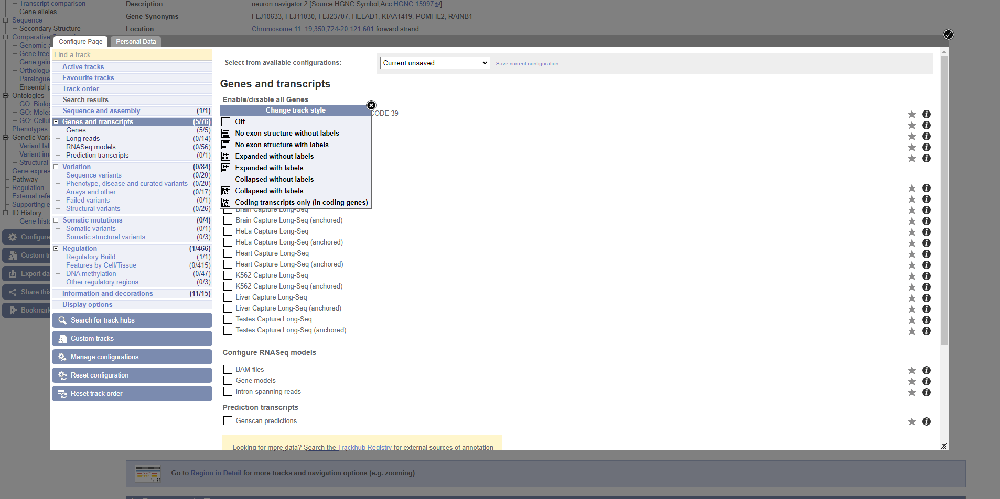 Transcript comparison
Gene alleles
Sequence
Secondary Structure
Comparative
Genomic a
Gene tree
Gene gain
Orthologu
Paralogue
Ensembl p
Ontologies
GO: Biolog
GO: Molec
GO: Cellul
Phenotypes
Genetic Varia
Variant tab
Variant im
Structural
Gene expres
Pathway
Regulation
External refe
Supporting e
ID History
Gene histo
Configure
Custom tr
Export da
Share this
Bookmark
Description
neuron navigator 2 [Source:HGNC Symbol;Acc:HGNC:15997]
Gene Synonyms
FLJ10633, FLJ11030, FLJ23707, HELAD1, KIAA1419, POMFIL2, RAINB1
Location
Chromosome 11: 19,350,724-20,121,601 forward strand.
Configure Page
Personal Data
Find a track
Active tracks
Favourite tracks
Track order
Search results
Sequence and assembly (1/1)
Genes and transcripts (5/76)
Genes (5/5)
Long reads (0/14)
RNASeq models (0/56)
Prediction transcripts (0/1)
Variation (0/84)
Sequence variants (0/20)
Phenotype, disease and curated variants (0/20)
Arrays and other (0/17)
Failed variants (0/1)
Structural variants (0/26)
Somatic mutations (0/4)
Somatic variants (0/1)
Somatic structural variants (0/3)
Regulation (1/466)
Regulatory Build (1/1)
Features by Cell/Tissue (0/415)
DNA methylation (0/47)
Other regulatory regions (0/3)
Information and decorations (11/15)
Display options
Search for track hubs
Custom tracks
Manage configurations
Reset configuration
Reset track order
Select from available configurations:
Current unsaved
Save current configuration
Genes and transcripts
Enable/disable all Genes
CODE 39
Change track style
Off
No exon structure without labels
No exon structure with labels
Expanded without labels
Expanded with labels
Collapsed without labels
Collapsed with labels
Coding transcripts only (in coding genes)
Brain Capture Long-Seq
Brain Capture Long-Seq (anchored)
HeLa Capture Long-Seq
HeLa Capture Long-Seq (anchored)
Heart Capture Long-Seq
Heart Capture Long-Seq (anchored)
K562 Capture Long-Seq
K562 Capture Long-Seq (anchored)
Liver Capture Long-Seq
Liver Capture Long-Seq (anchored)
Testes Capture Long-Seq
Testes Capture Long-Seq (anchored)
Configure RNASeq models
BAM files
Gene models
Intron-spanning reads
Prediction transcripts
Genscan predictions
Looking for more data? Search the Trackhub Registry for external sources of annotation
Go to Region in Detail for more tracks and navigation options (e.g. zooming)